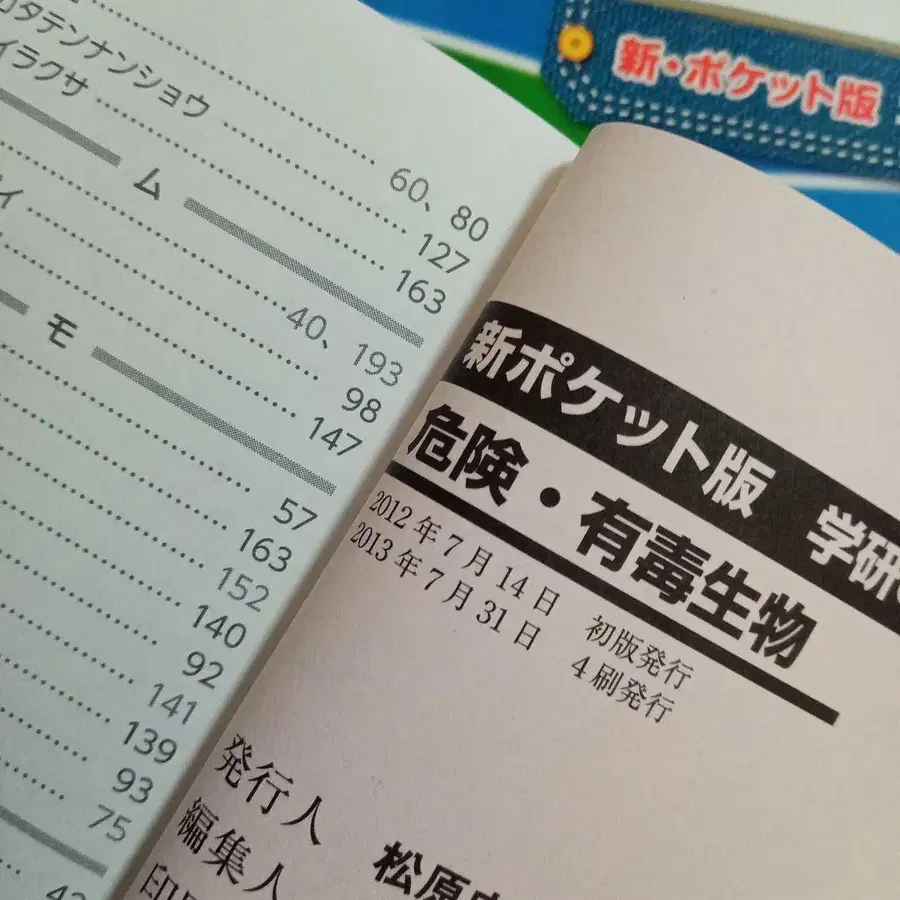 タテンナンショウ 60、80
イラクサ 127
163
ム
イ 40、193
98
147
モ
57
163
152
140
92
141
139
93
75
新・ポケット版
新ポケット版 学研
危険・有毒生物
2012年7月14日 初版発行
2013年7月31日 4刷発行
発行人 松原
編集人